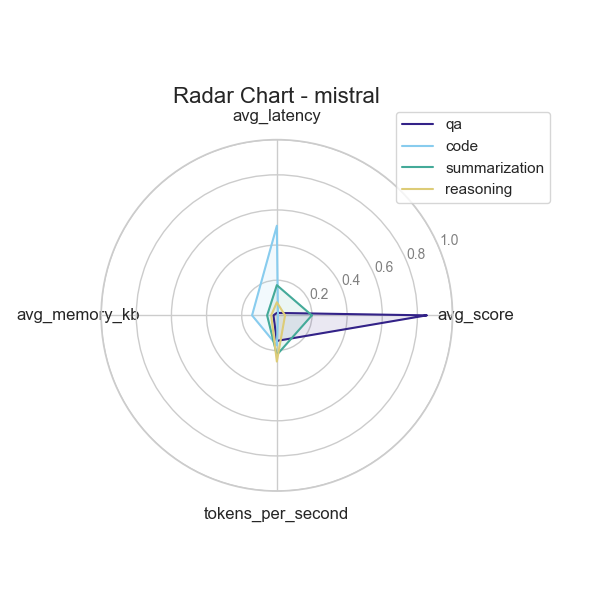 Radar Chart - mistral
avg_latency
qa
code
summarization
reasoning
1.0
0.8
0.6
0.4
0.2
avg_memory_kb
avg_score
tokens_per_second